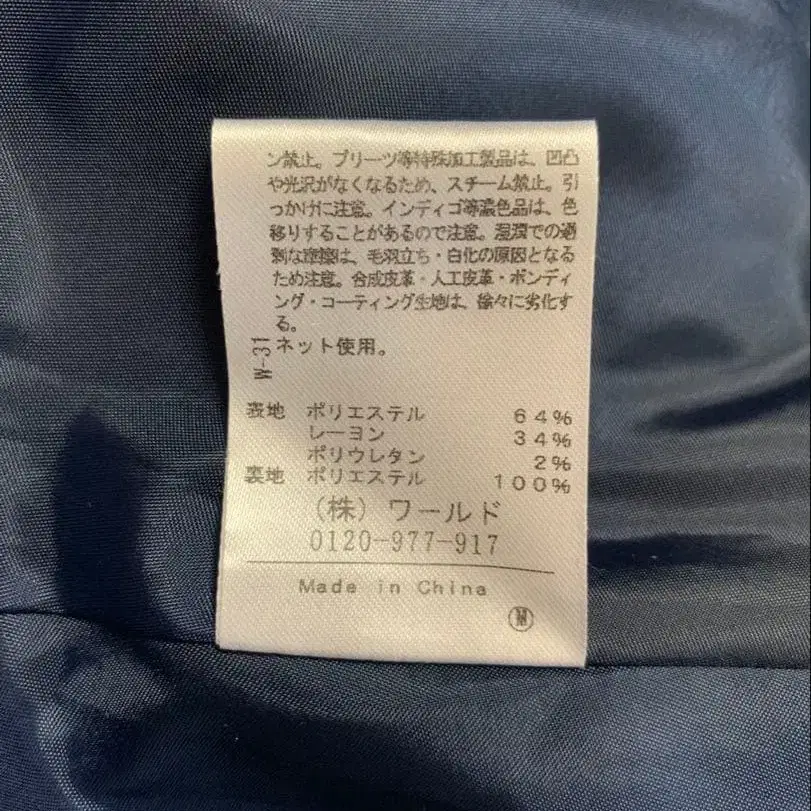 ン禁止。プリーツ等特殊加工製品は、凹凸
や光沢がなくなるため、スチーム禁止。引
っかけに注意。インディゴ等濃色品は、色
移りすることがあるので注意。湿潤での過
剰な摩擦は、毛羽立ち・白化の原因となる
ため注意。合成皮革・人工皮革・ボンディ
ング・コーティング生地は、徐々に劣化す
る。
ネット使用。
W-31
表地 ポリエステル 64%
レーヨン 34%
ポリウレタン 2%
裏地 ポリエステル 100%
(株)ワールド
0120-977-917
Made in China
M